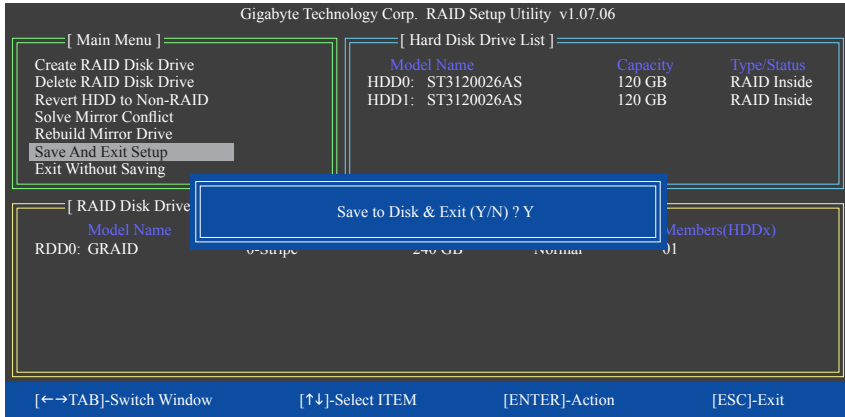 Gigabyte Technology Corp. RAID Setup Utility v1.07.06
[ Main Menu ]
Create RAID Disk Drive
Delete RAID Disk Drive
Revert HDD to Non-RAID
Solve Mirror Conflict
Rebuild Mirror Drive
Save And Exit Setup
Exit Without Saving
[ Hard Disk Drive List ]
Model Name Capacity Type/Status
HDD0: ST3120026AS 120 GB RAID Inside
HDD1: ST3120026AS 120 GB RAID Inside
Save to Disk & Exit (Y/N) ? Y
[ RAID Disk Drive
Model Name Members(HDDx)
RDD0: GRAID 0-Stripe 240 GB Normal 01
[←→TAB]-Switch Window [↑↓]-Select ITEM [ENTER]-Action [ESC]-Exit